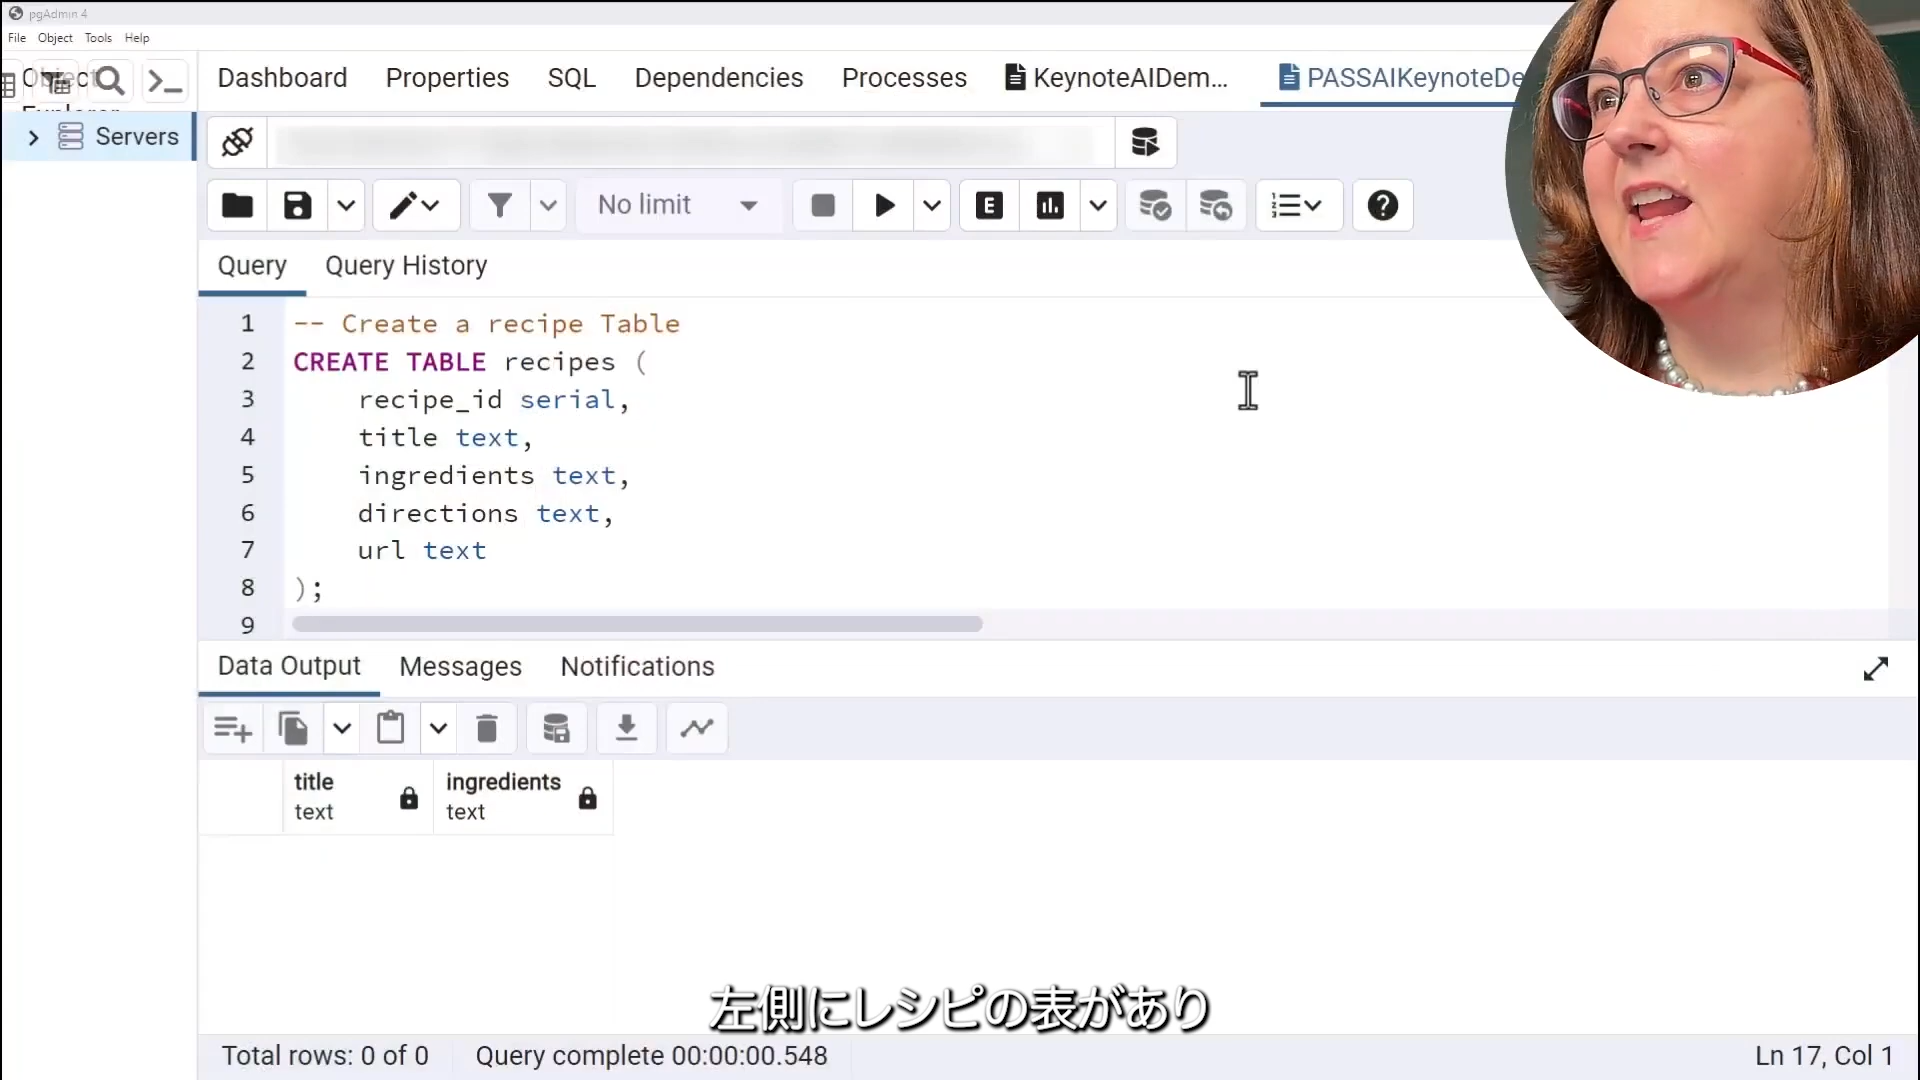 pgAdmin 4
File Object Tools Help
Dashboard Properties SQL Dependencies Processes KeynoteAIDem... PASSAIKeynoteDe
Servers
No limit
Query Query History
1 -- Create a recipe Table
2 CREATE TABLE recipes (
3 recipe_id serial,
4 title text,
5 ingredients text,
6 directions text,
7 url text
8 );
9
Data Output Messages Notifications
title ingredients
text text
左側にレシピの表があり
Total rows: 0 of 0 Query complete 00:00:00.548 Ln 17, Col 1